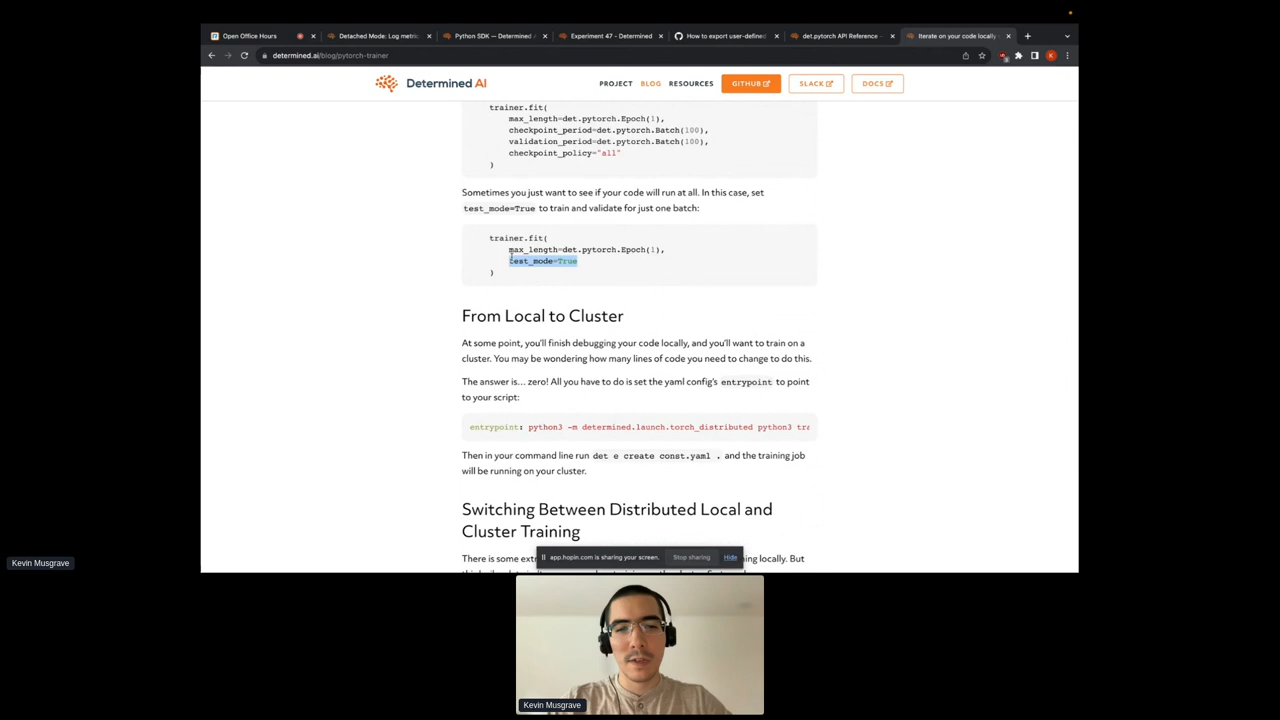 Open Office Hours
Detached Mode: Log metric
Python SDK — Determined A
Experiment 47 - Determined
How to export user-defined
det.pytorch API Reference —
Iterate on your code locally
determined.ai/blog/pytorch-trainer
Determined AI
PROJECT BLOG RESOURCES GITHUB SLACK DOCS
trainer.fit(
max_length=det.pytorch.Epoch(1),
checkpoint_period=det.pytorch.Batch(100),
validation_period=det.pytorch.Batch(100),
checkpoint_policy="all"
)
Sometimes you just want to see if your code will run at all. In this case, set
test_mode=True to train and validate for just one batch:
trainer.fit(
max_length=det.pytorch.Epoch(1),
test_mode=True
)
From Local to Cluster
At some point, you'll finish debugging your code locally, and you'll want to train on a
cluster. You may be wondering how many lines of code you need to change to do this.
The answer is... zero! All you have to do is set the yaml config's entrypoint to point
to your script:
entrypoint: python3 -m determined.launch.torch_distributed python3 tra
Then in your command line run det e create const.yaml . and the training job
will be running on your cluster.
Switching Between Distributed Local and
Cluster Training
app.hopin.com is sharing your screen. Stop sharing Hide
There is some ext ning locally. But
Kevin Musgrave
Kevin Musgrave